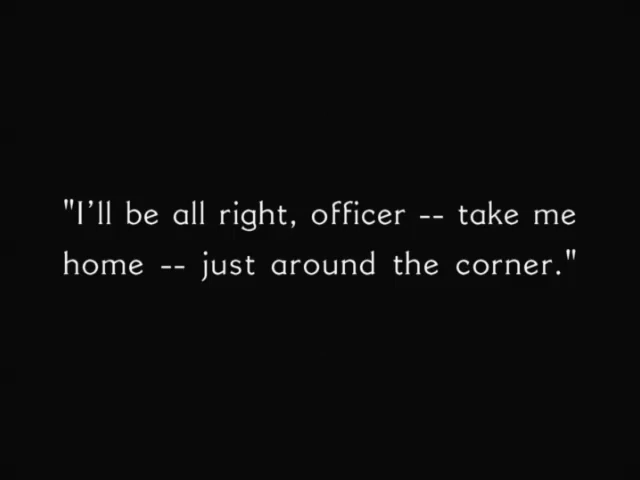 "I’ll be all right, officer -- take me
home -- just around the corner."